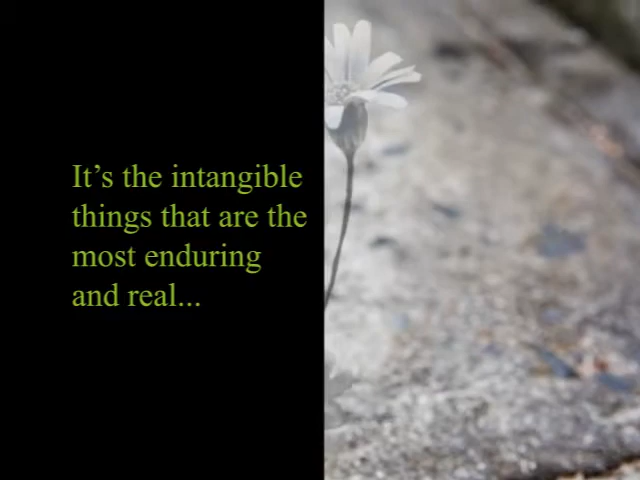 It’s the intangible
things that are the
most enduring
and real...